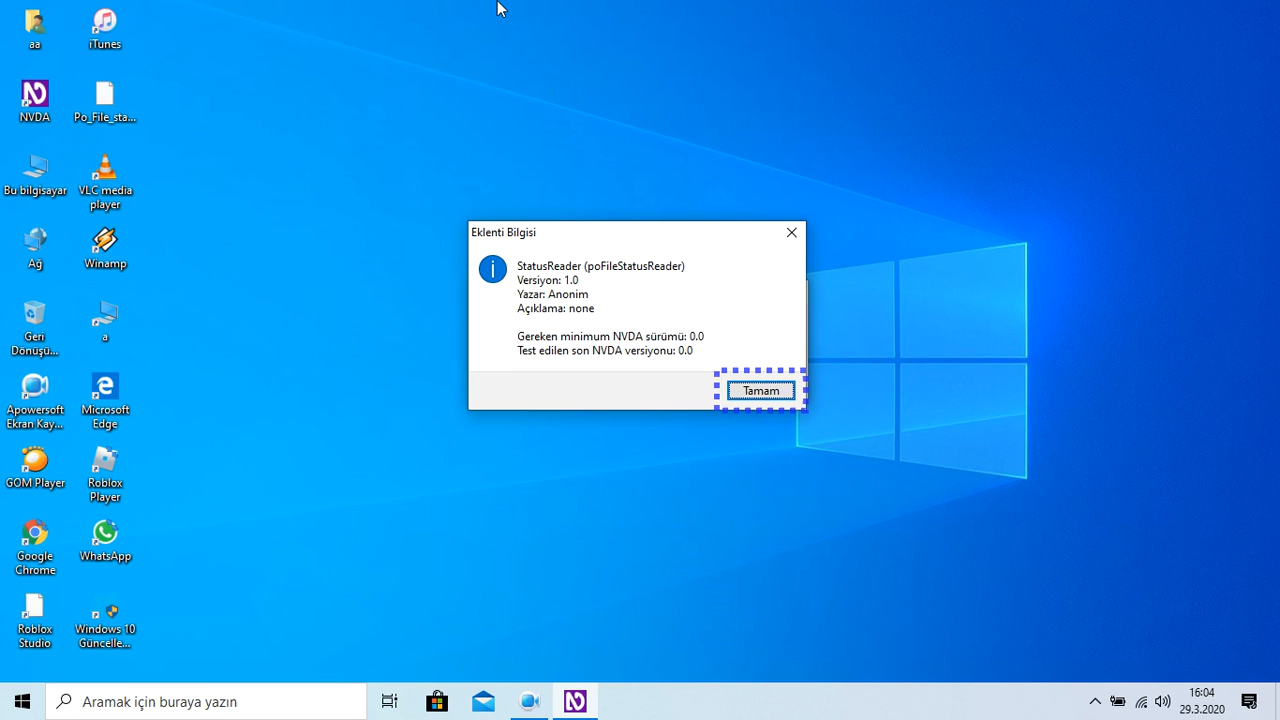 aa
iTunes
NVDA
Po_File_sta...
Bu bilgisayar
VLC media
player
Ağ
Winamp
Geri
Dönüşü...
a
Apowersoft
Ekran Kay...
Microsoft
Edge
GOM Player
Roblox
Player
Google
Chrome
WhatsApp
Roblox
Studio
Windows 10
Güncelle...
Eklenti Bilgisi
StatusReader (poFileStatusReader)
Versiyon: 1.0
Yazar: Anonim
Açıklama: none
Gereken minimum NVDA sürümü: 0.0
Test edilen son NVDA versiyonu: 0.0
Tamam
Aramak için buraya yazın
16:04
29.3.2020